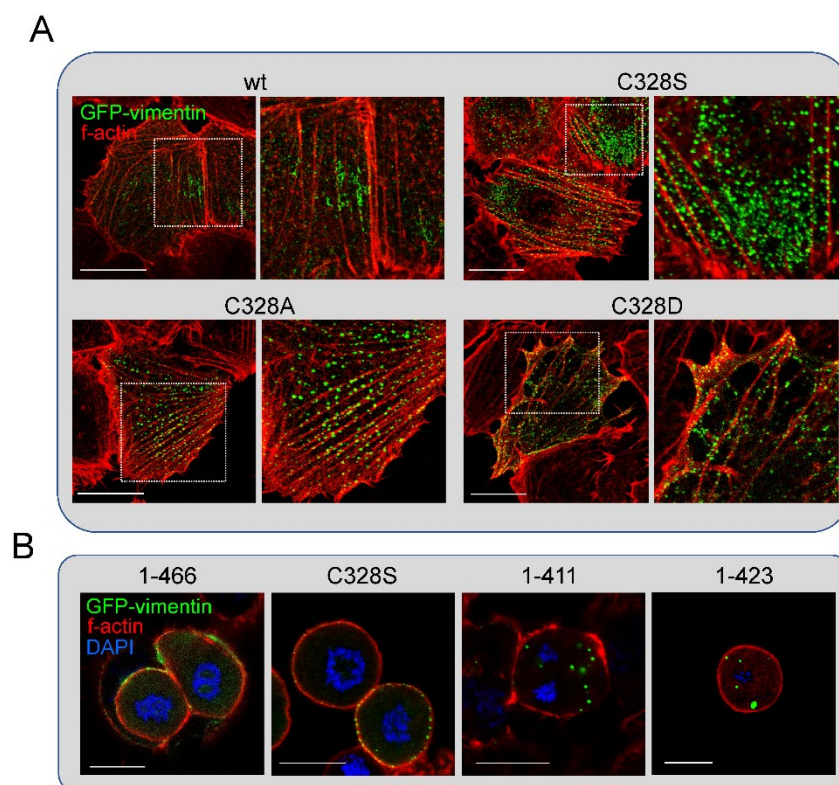 A
wt
C328S
GFP-vimentin
f-actin
C328A
C328D
B
1-466
C328S
1-411
1-423
GFP-vimentin
f-actin
DAPI